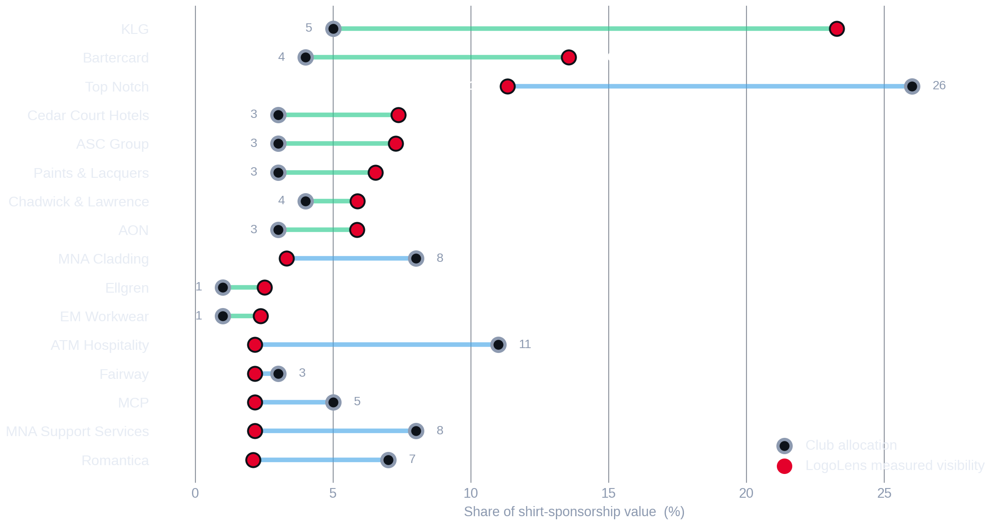 KLG
5
Bartercard
4
Top Notch
26
Cedar Court Hotels
3
ASC Group
3
Paints & Lacquers
3
Chadwick & Lawrence
4
AON
3
MNA Cladding
8
Ellgren
1
EM Workwear
1
ATM Hospitality
11
Fairway
3
MCP
5
MNA Support Services
8
Romantica
7
Club allocation
LogoLens measured visibility
0 5 10 15 20 25
Share of shirt-sponsorship value (%)